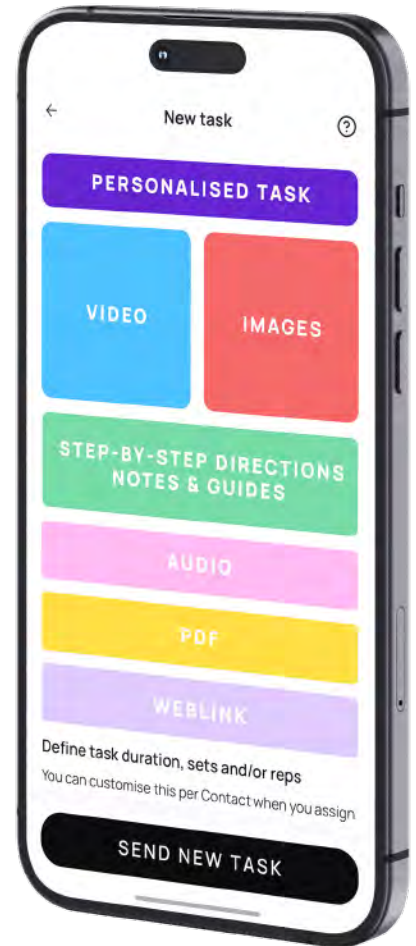 New task
PERSONALISED TASK
VIDEO
IMAGES
STEP-BY-STEP DIRECTIONS
NOTES & GUIDES
AUDIO
PDF
WEBLINK
Define task duration, sets and/or reps
You can customise this per Contact when you assign
SEND NEW TASK